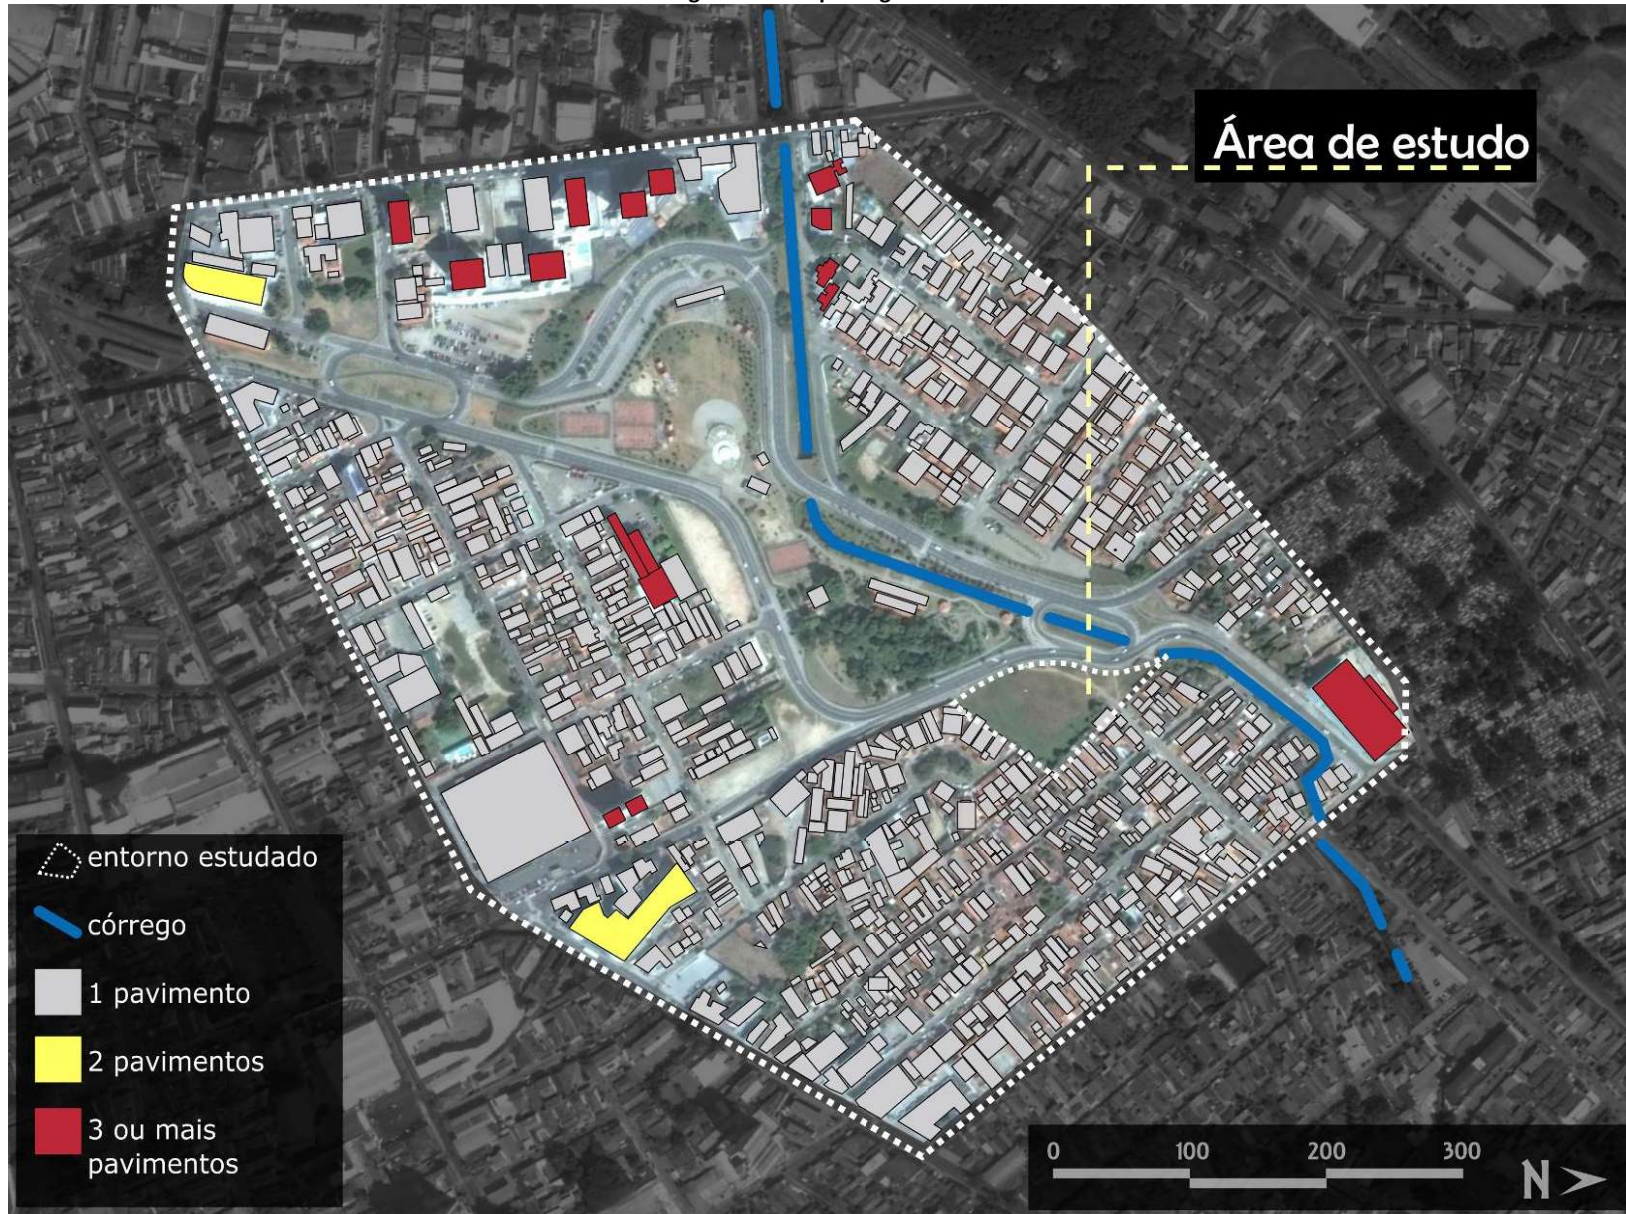 Área de estudo
entorno estudado
córrego
1 pavimento
2 pavimentos
3 ou mais
pavimentos
0 100 200 300
N